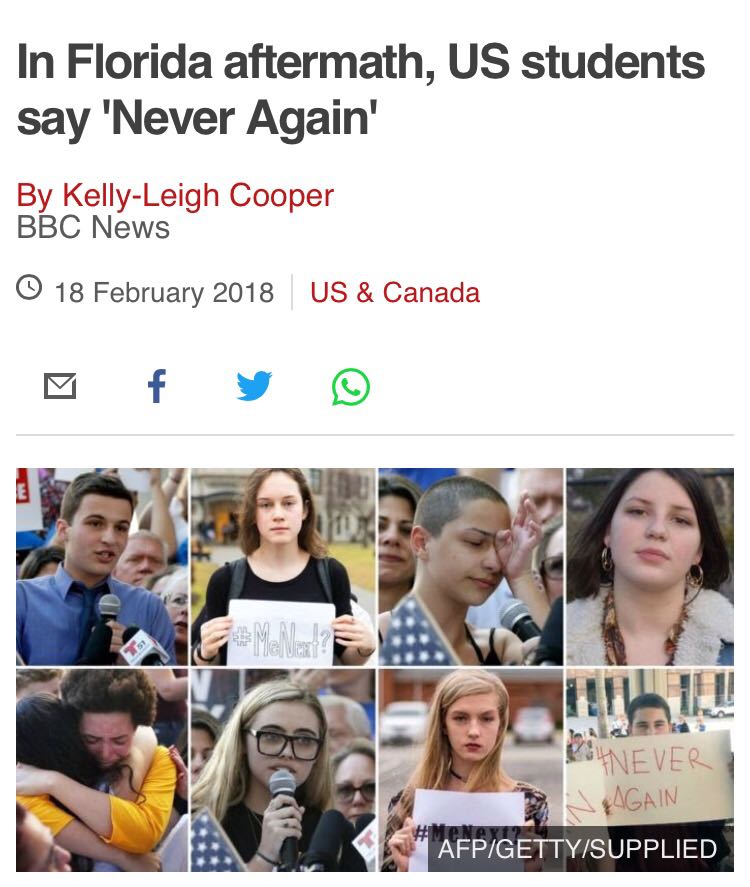 In Florida aftermath, US students
say 'Never Again'
By Kelly-Leigh Cooper
BBC News
18 February 2018
US & Canada
#MeNext?
#NEVER
AGAIN
#MeNext?
AFP/GETTY/SUPPLIED